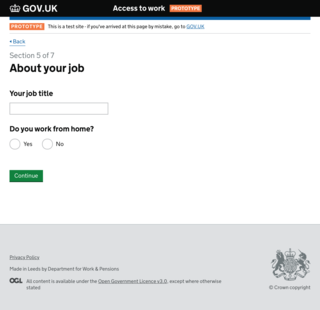 GOV.UK Access to work PROTOTYPE
PROTOTYPE This is a test site - if you've arrived at this page by mistake, go to GOV.UK
Back
Section 5 of 7
About your job
Your job title
Do you work from home?
Yes No
Continue
Privacy Policy
Made in Leeds by Department for Work & Pensions
OGL All content is available under the Open Government Licence v3.0, except where otherwise
stated
© Crown copyright